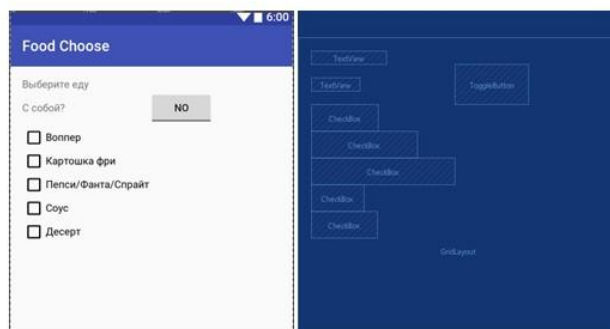 6:00
Food Choose
Выберите еду
С собой?
NO
Воппер
Картошка фри
Пепси/Фанта/Спрайт
Соус
Десерт
TextView
TextView
ToggleButton
CheckBox
CheckBox
CheckBox
CheckBox
CheckBox
GridLayout